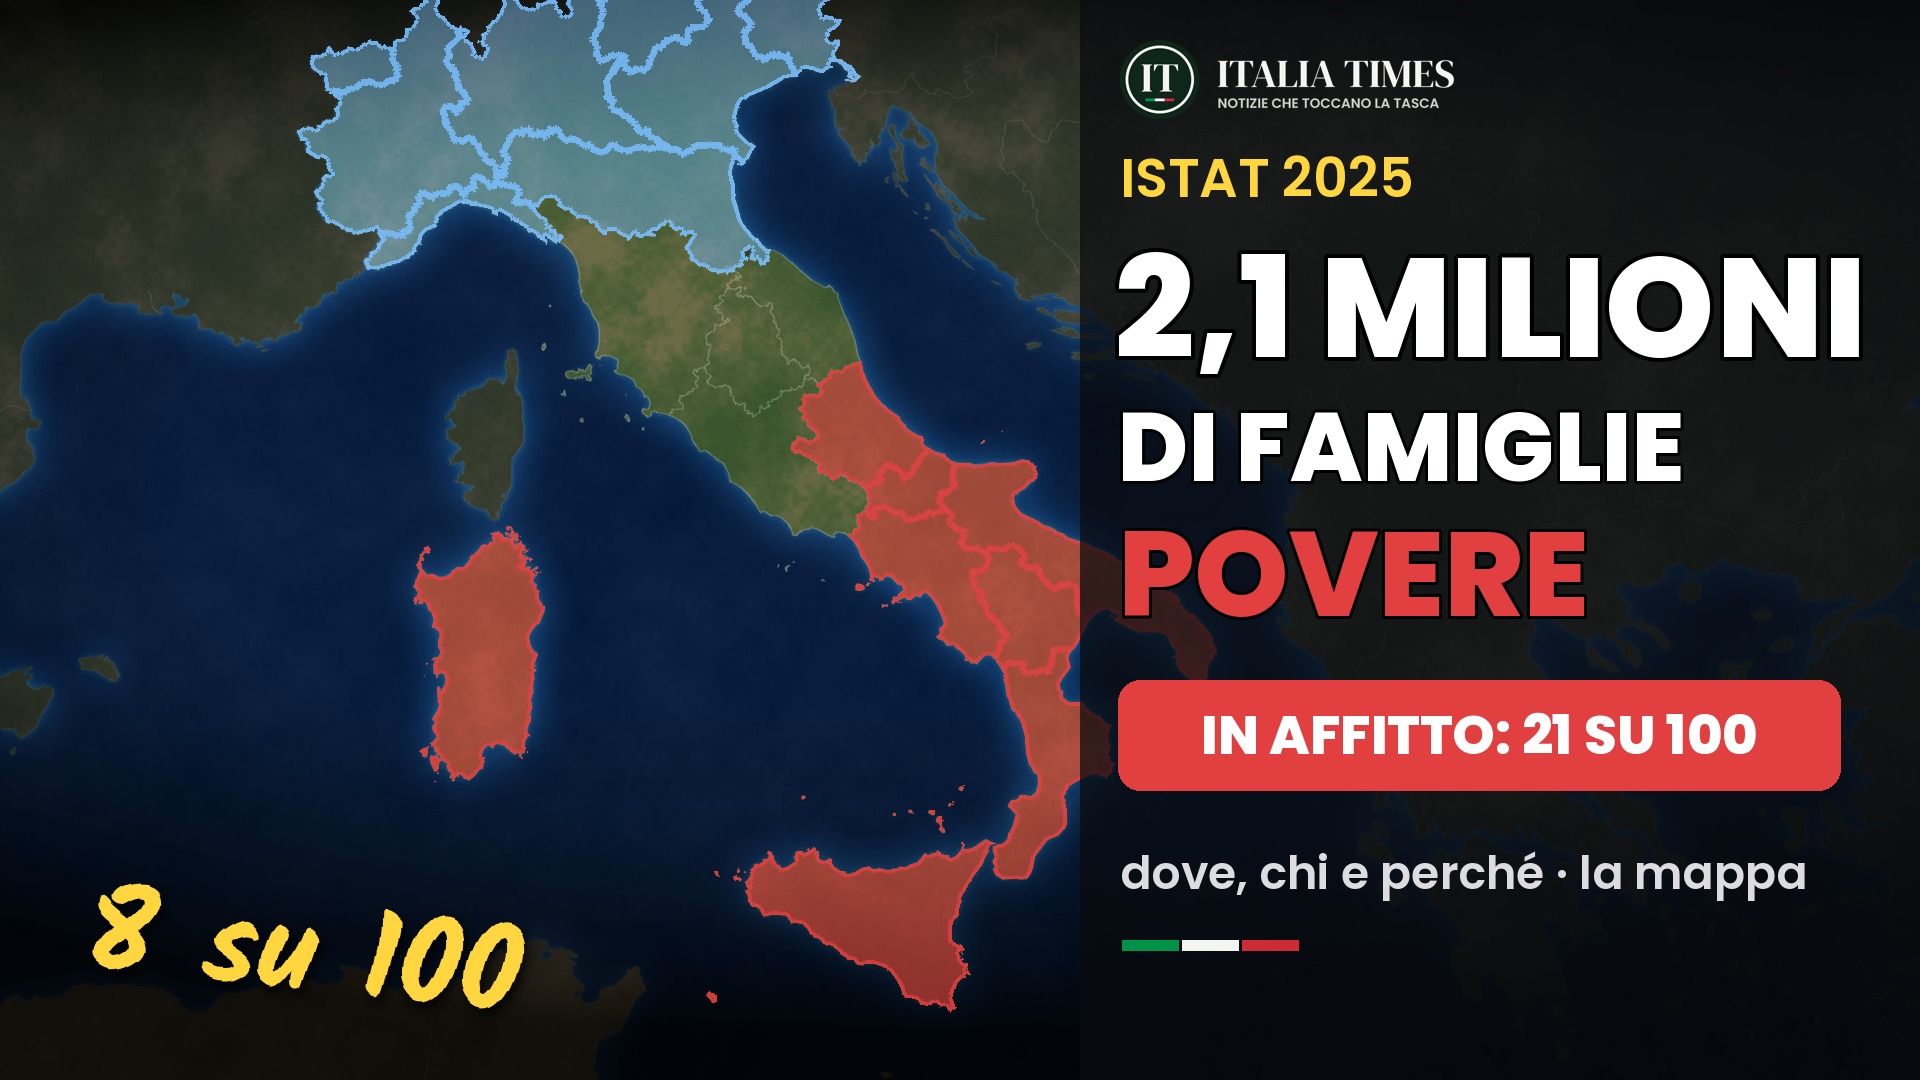 IT
ITALIA TIMES
NOTIZIE CHE TOCCANO LA TASCA
ISTAT 2025
2,1 MILIONI
DI FAMIGLIE
POVERE
IN AFFITTO: 21 SU 100
dove, chi e perché · la mappa
8 su 100